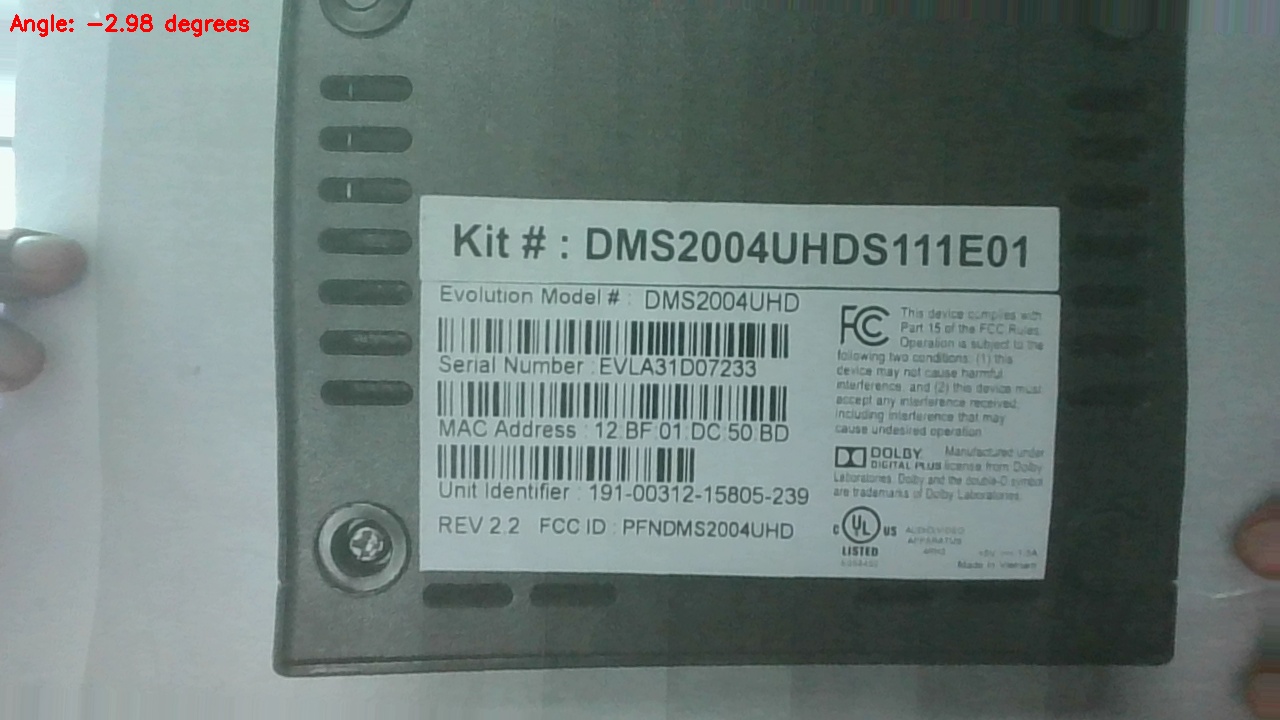 Angle: -2.98 degrees
Kit # : DMS2004UHDS111E01
Evolution Model # : DMS2004UHD
Serial Number : EVLA31D07233
MAC Address : 12:BF:01:DC:50:BD
Unit Identifier : 191-00312-15805-239
REV 2.2 FCC ID : PFNDMS2004UHD
FC
This device complies with
Part 15 of the FCC Rules.
Operation is subject to the
following two conditions: (1) this
device may not cause harmful
interference, and (2) this device must
accept any interference received,
including interference that may
cause undesired operation
DOLBY
DIGITAL PLUS
Manufactured under
license from Dolby
Laboratories. Dolby and the double-D symbol
are trademarks of Dolby Laboratories.
C UL US
LISTED
AUDIO/VIDEO
APPARATUS
Made in Vietnam